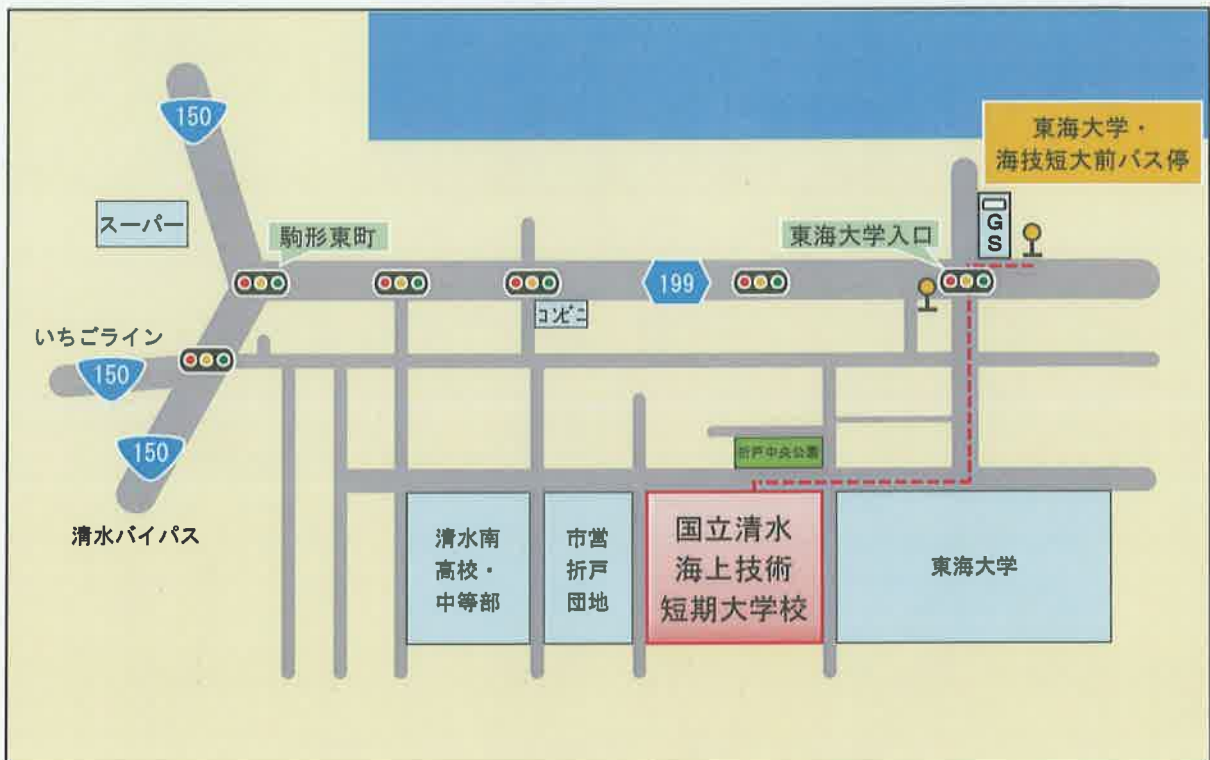 150
東海大学・
海技短大前バス停
スーパー
駒形東町
東海大学入口
GS
199
コンビニ
いちごライン
150
150
折戸中央公園
清水バイパス
清水南
高校・
中等部
市営
折戸
団地
国立清水
海上技術
短期大学校
東海大学